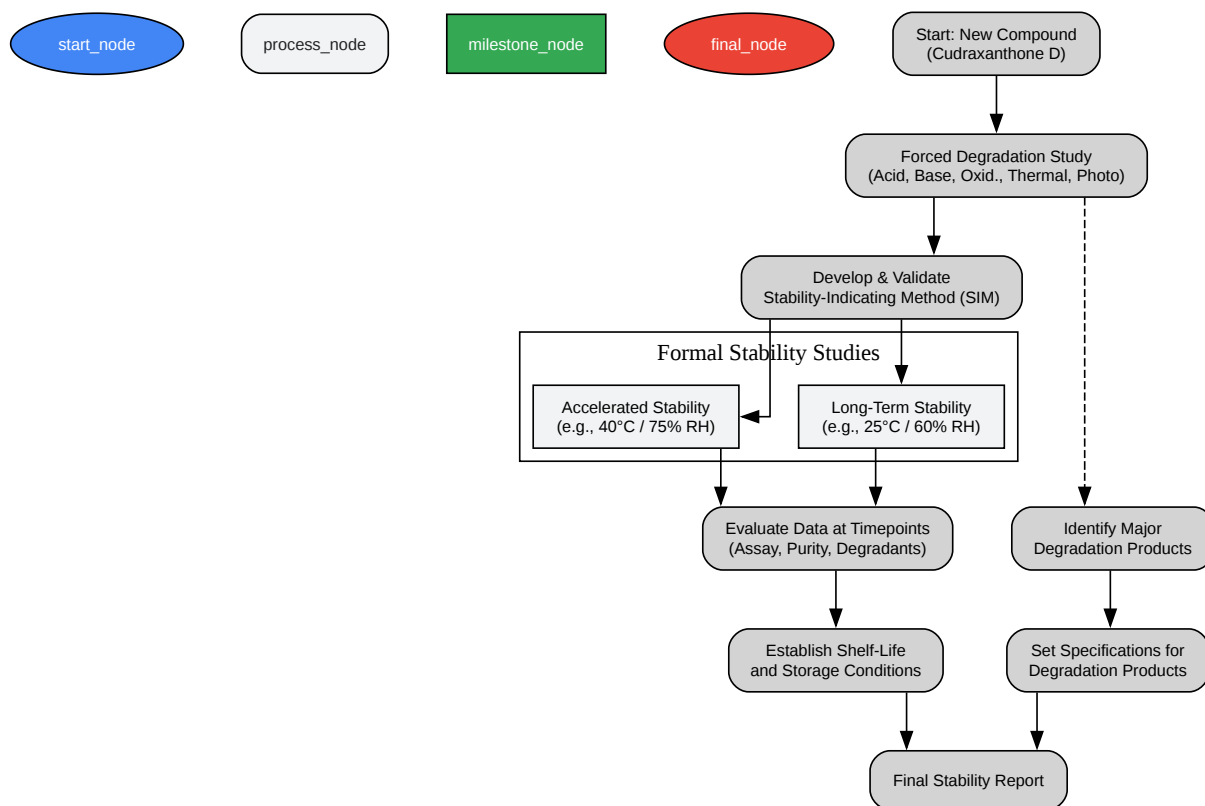 start_node
process_node
milestone_node
final_node
Start: New Compound
(Cudraxanthone D)
Forced Degradation Study
(Acid, Base, Oxid., Thermal, Photo)
Develop & Validate
Stability-Indicating Method (SIM)
Formal Stability Studies
Accelerated Stability
(e.g., 40°C / 75% RH)
Long-Term Stability
(e.g., 25°C / 60% RH)
Evaluate Data at Timepoints
(Assay, Purity, Degradants)
Identify Major
Degradation Products
Establish Shelf-Life
and Storage Conditions
Set Specifications for
Degradation Products
Final Stability Report